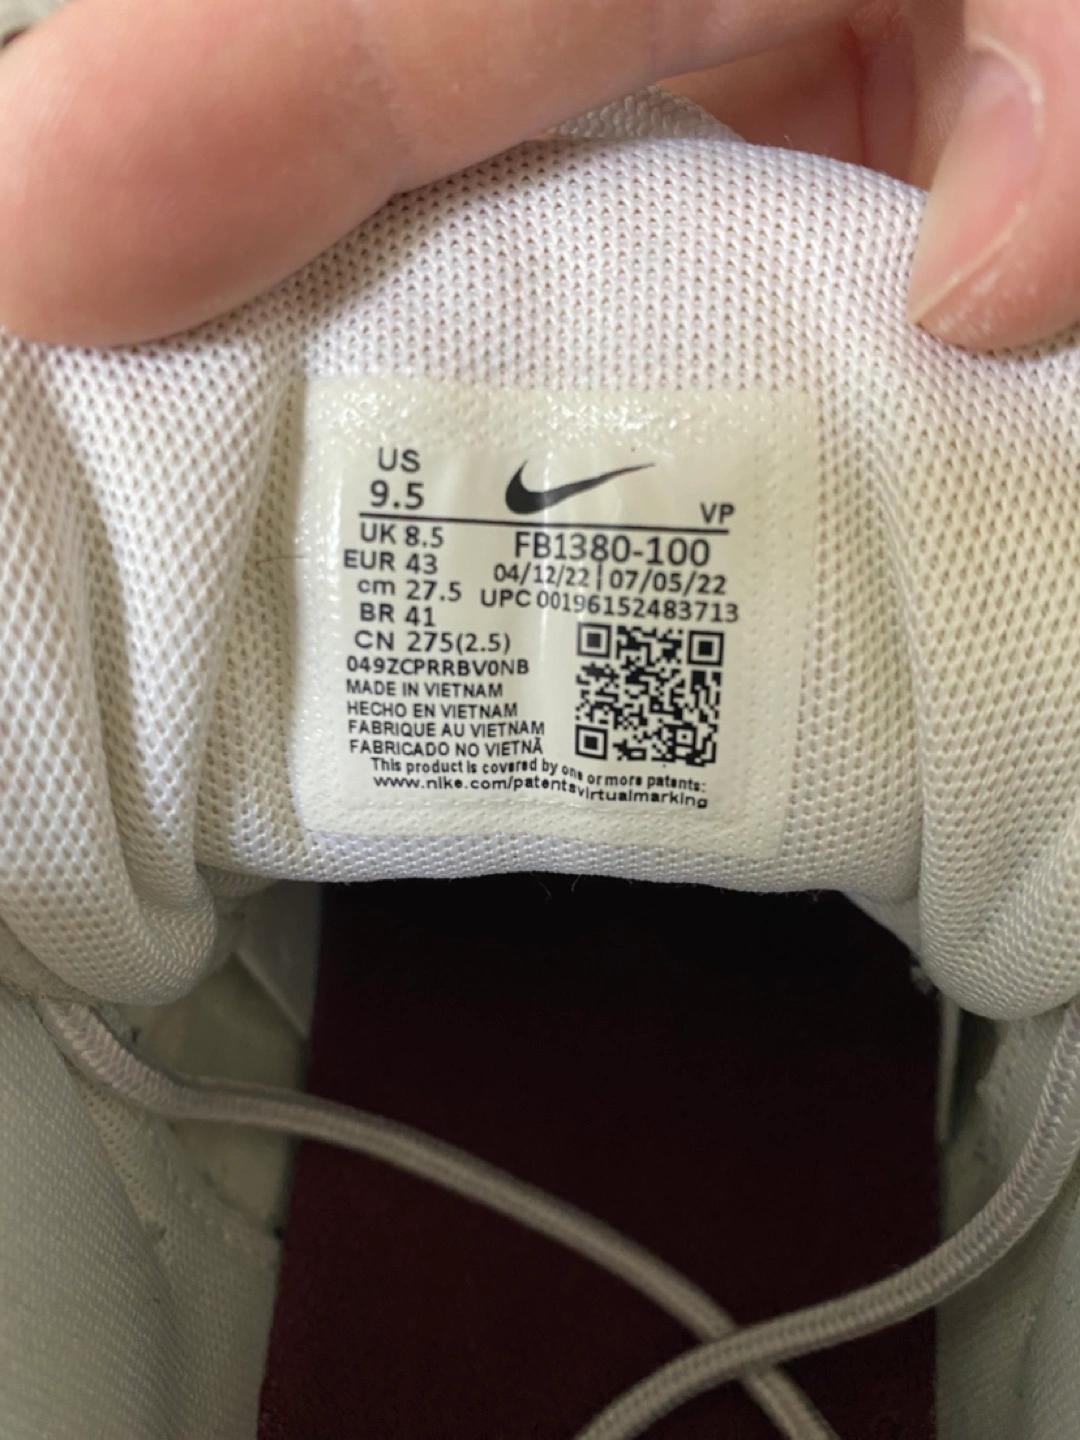 US
9.5
VP
UK 8.5
FB1380-100
EUR 43
04/12/22 | 07/05/22
cm 27.5
UPC 00196152483713
BR 41
CN 275(2.5)
049ZCPRRBV0NB
MADE IN VIETNAM
HECHO EN VIETNAM
FABRIQUE AU VIETNAM
FABRICADO NO VIETNÃ
This product is covered by one or more patents:
www.nike.com/patentsvirtualmarking